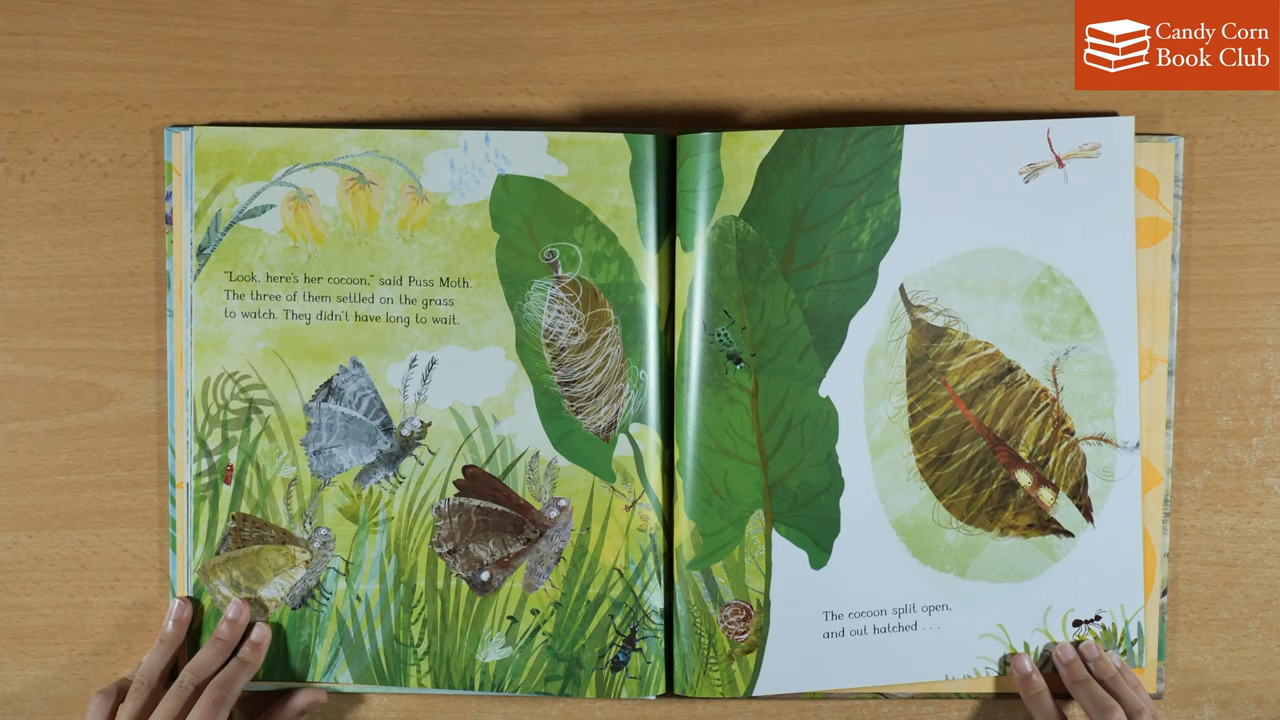 Candy Corn
Book Club
"Look, here's her cocoon," said Puss Moth.
The three of them settled on the grass
to watch. They didn't have long to wait.
The cocoon split open,
and out hatched . . .